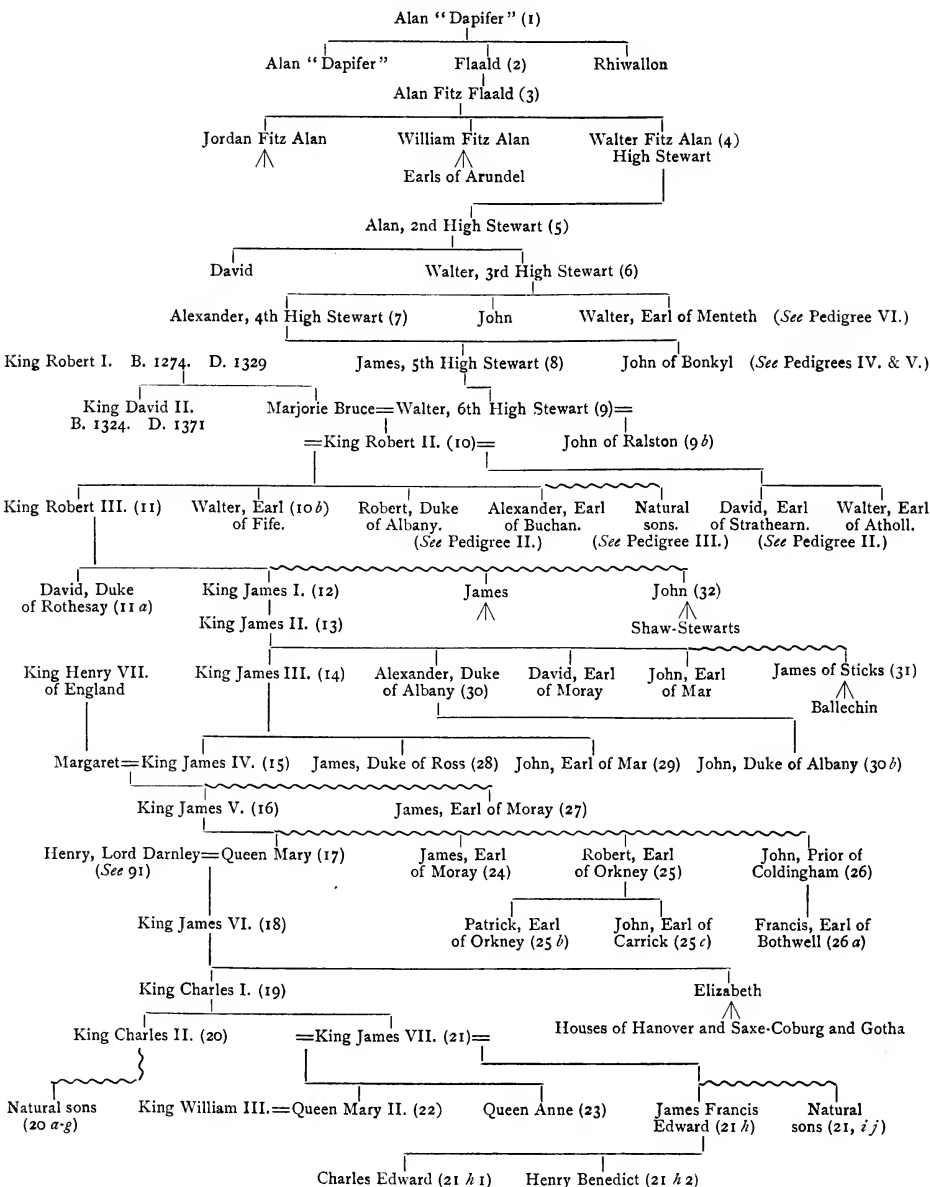 Alan "Dapifer" (1)
Alan "Dapifer" Flaald (2) Rhiwallon
Alan Fitz Flaald (3)
Jordan Fitz Alan William Fitz Alan Walter Fitz Alan (4)
High Stewart
Earls of Arundel
Alan, 2nd High Stewart (5)
David Walter, 3rd High Stewart (6)
Alexander, 4th High Stewart (7) John Walter, Earl of Menteth (See Pedigree VI.)
King Robert I. B. 1274. D. 1329 James, 5th High Stewart (8) John of Bonkyl (See Pedigrees IV. & V.)
King David II. Marjorie Bruce=Walter, 6th High Stewart (9)=
B. 1324. D. 1371
=King Robert II. (10)= John of Ralston (9 b)
King Robert III. (11) Walter, Earl (10 b) Robert, Duke Alexander, Earl Natural David, Earl Walter, Earl
of Fife. of Albany. of Buchan. sons. of Strathearn. of Atholl.
(See Pedigree II.) (See Pedigree III.) (See Pedigree II.)
David, Duke King James I. (12) James John (32)
of Rothesay (11 a)
King James II. (13) Shaw-Stewarts
King Henry VII. King James III. (14) Alexander, Duke David, Earl John, Earl James of Sticks (31)
of England of Albany (30) of Moray of Mar
Ballechin
Margaret=King James IV. (15) James, Duke of Ross (28) John, Earl of Mar (29) John, Duke of Albany (30 b)
King James V. (16) James, Earl of Moray (27)
Henry, Lord Darnley=Queen Mary (17) James, Earl Robert, Earl John, Prior of
(See 91) of Moray (24) of Orkney (25) Coldingham (26)
King James VI. (18) Patrick, Earl John, Earl of Francis, Earl of
of Orkney (25 b) Carrick (25 c) Bothwell (26 a)
King Charles I. (19) Elizabeth
King Charles II. (20) =King James VII. (21)= Houses of Hanover and Saxe-Coburg and Gotha
Natural sons King William III.=Queen Mary II. (22) Queen Anne (23) James Francis Natural
(20 a-g) Edward (21 h) sons (21, i j)
Charles Edward (21 h 1) Henry Benedict (21 h 2)